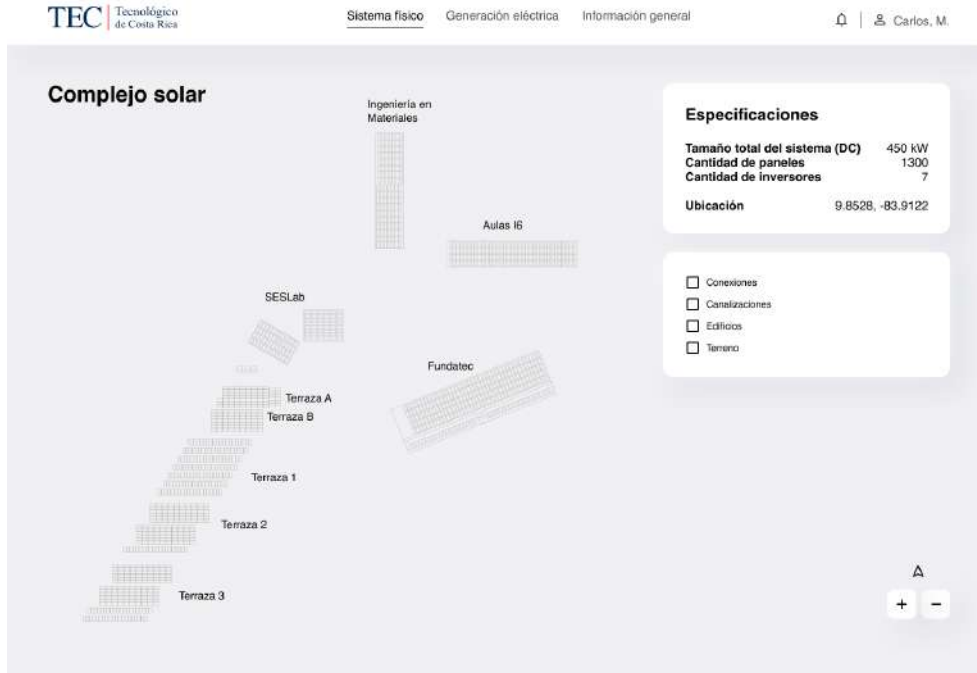 TEC Tecnológico
de Costa Rica
Sistema físico Generación eléctrica Información general
Carlos, M.
Complejo solar
Ingeniería en
Materiales
Aulas I6
SESLab
Fundatec
Terraza A
Terraza B
Terraza 1
Terraza 2
Terraza 3
Especificaciones
Tamaño total del sistema (DC) 450 kW
Cantidad de paneles 1300
Cantidad de inversores 7
Ubicación 9.8528, -83.9122
Conexiones
Canalizaciones
Edificios
Terreno
+ −